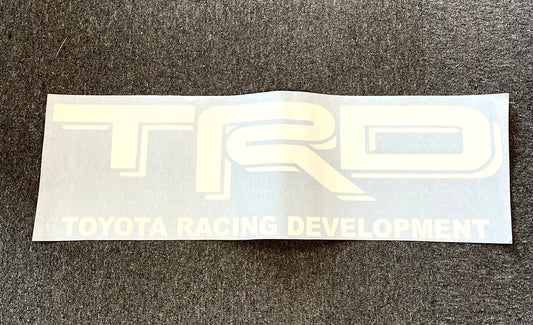 TRD
TOYOTA RACING DEVELOPMENT